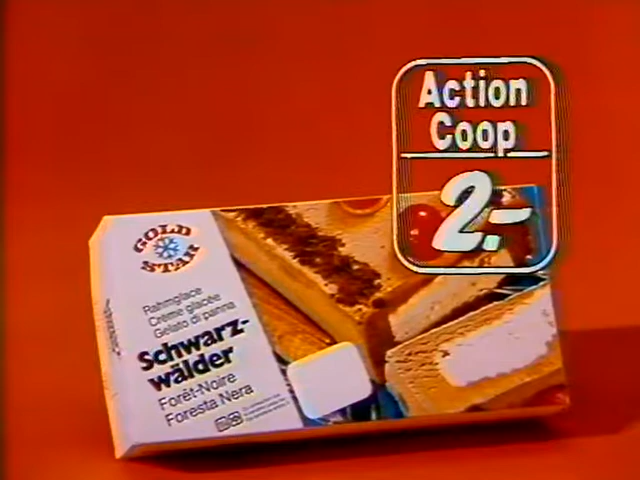 Action
Coop
2.-
GOLD
STAR
Rahmglace
Crème glacée
Gelato di panna
Schwarz-
wälder
Forêt-Noire
Foresta Nera